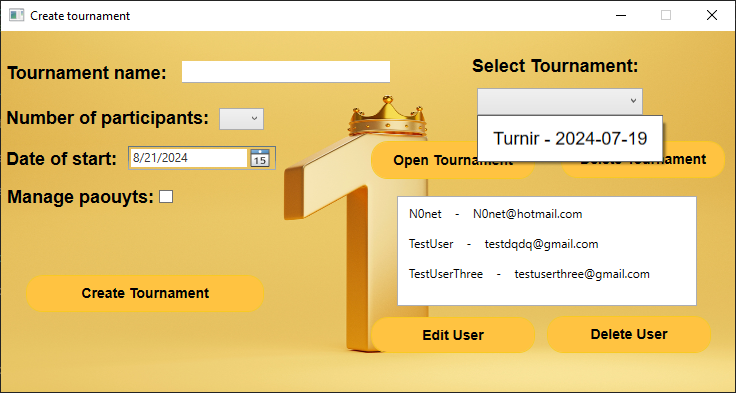 Create tournament
Tournament name:
Number of participants:
Date of start: 8/21/2024 15
Manage paouyts:
Create Tournament
Select Tournament:
Turnir - 2024-07-19
Open Tournament Delete Tournament
N0net - N0net@hotmail.com
TestUser - testdqdq@gmail.com
TestUserThree - testuserthree@gmail.com
Edit User Delete User